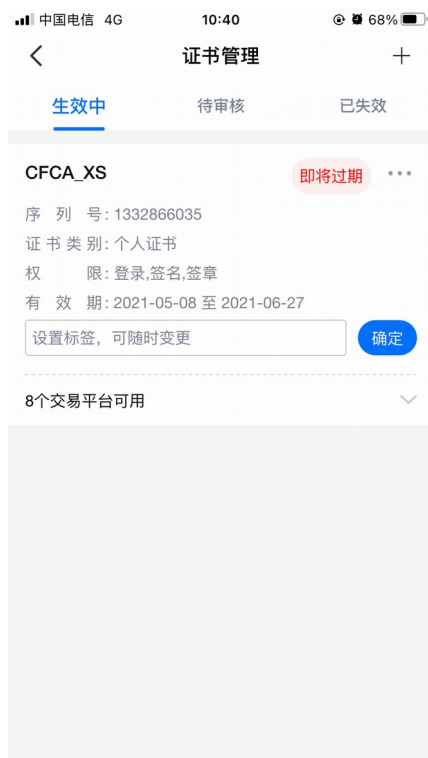 中国电信 4G 10:40 68%
证书管理
生效中 待审核 已失效
CFCA_XS 即将过期
序列号:1332866035
证书类别:个人证书
权限:登录,签名,签章
有效期:2021-05-08 至 2021-06-27
设置标签，可随时变更 确定
8个交易平台可用